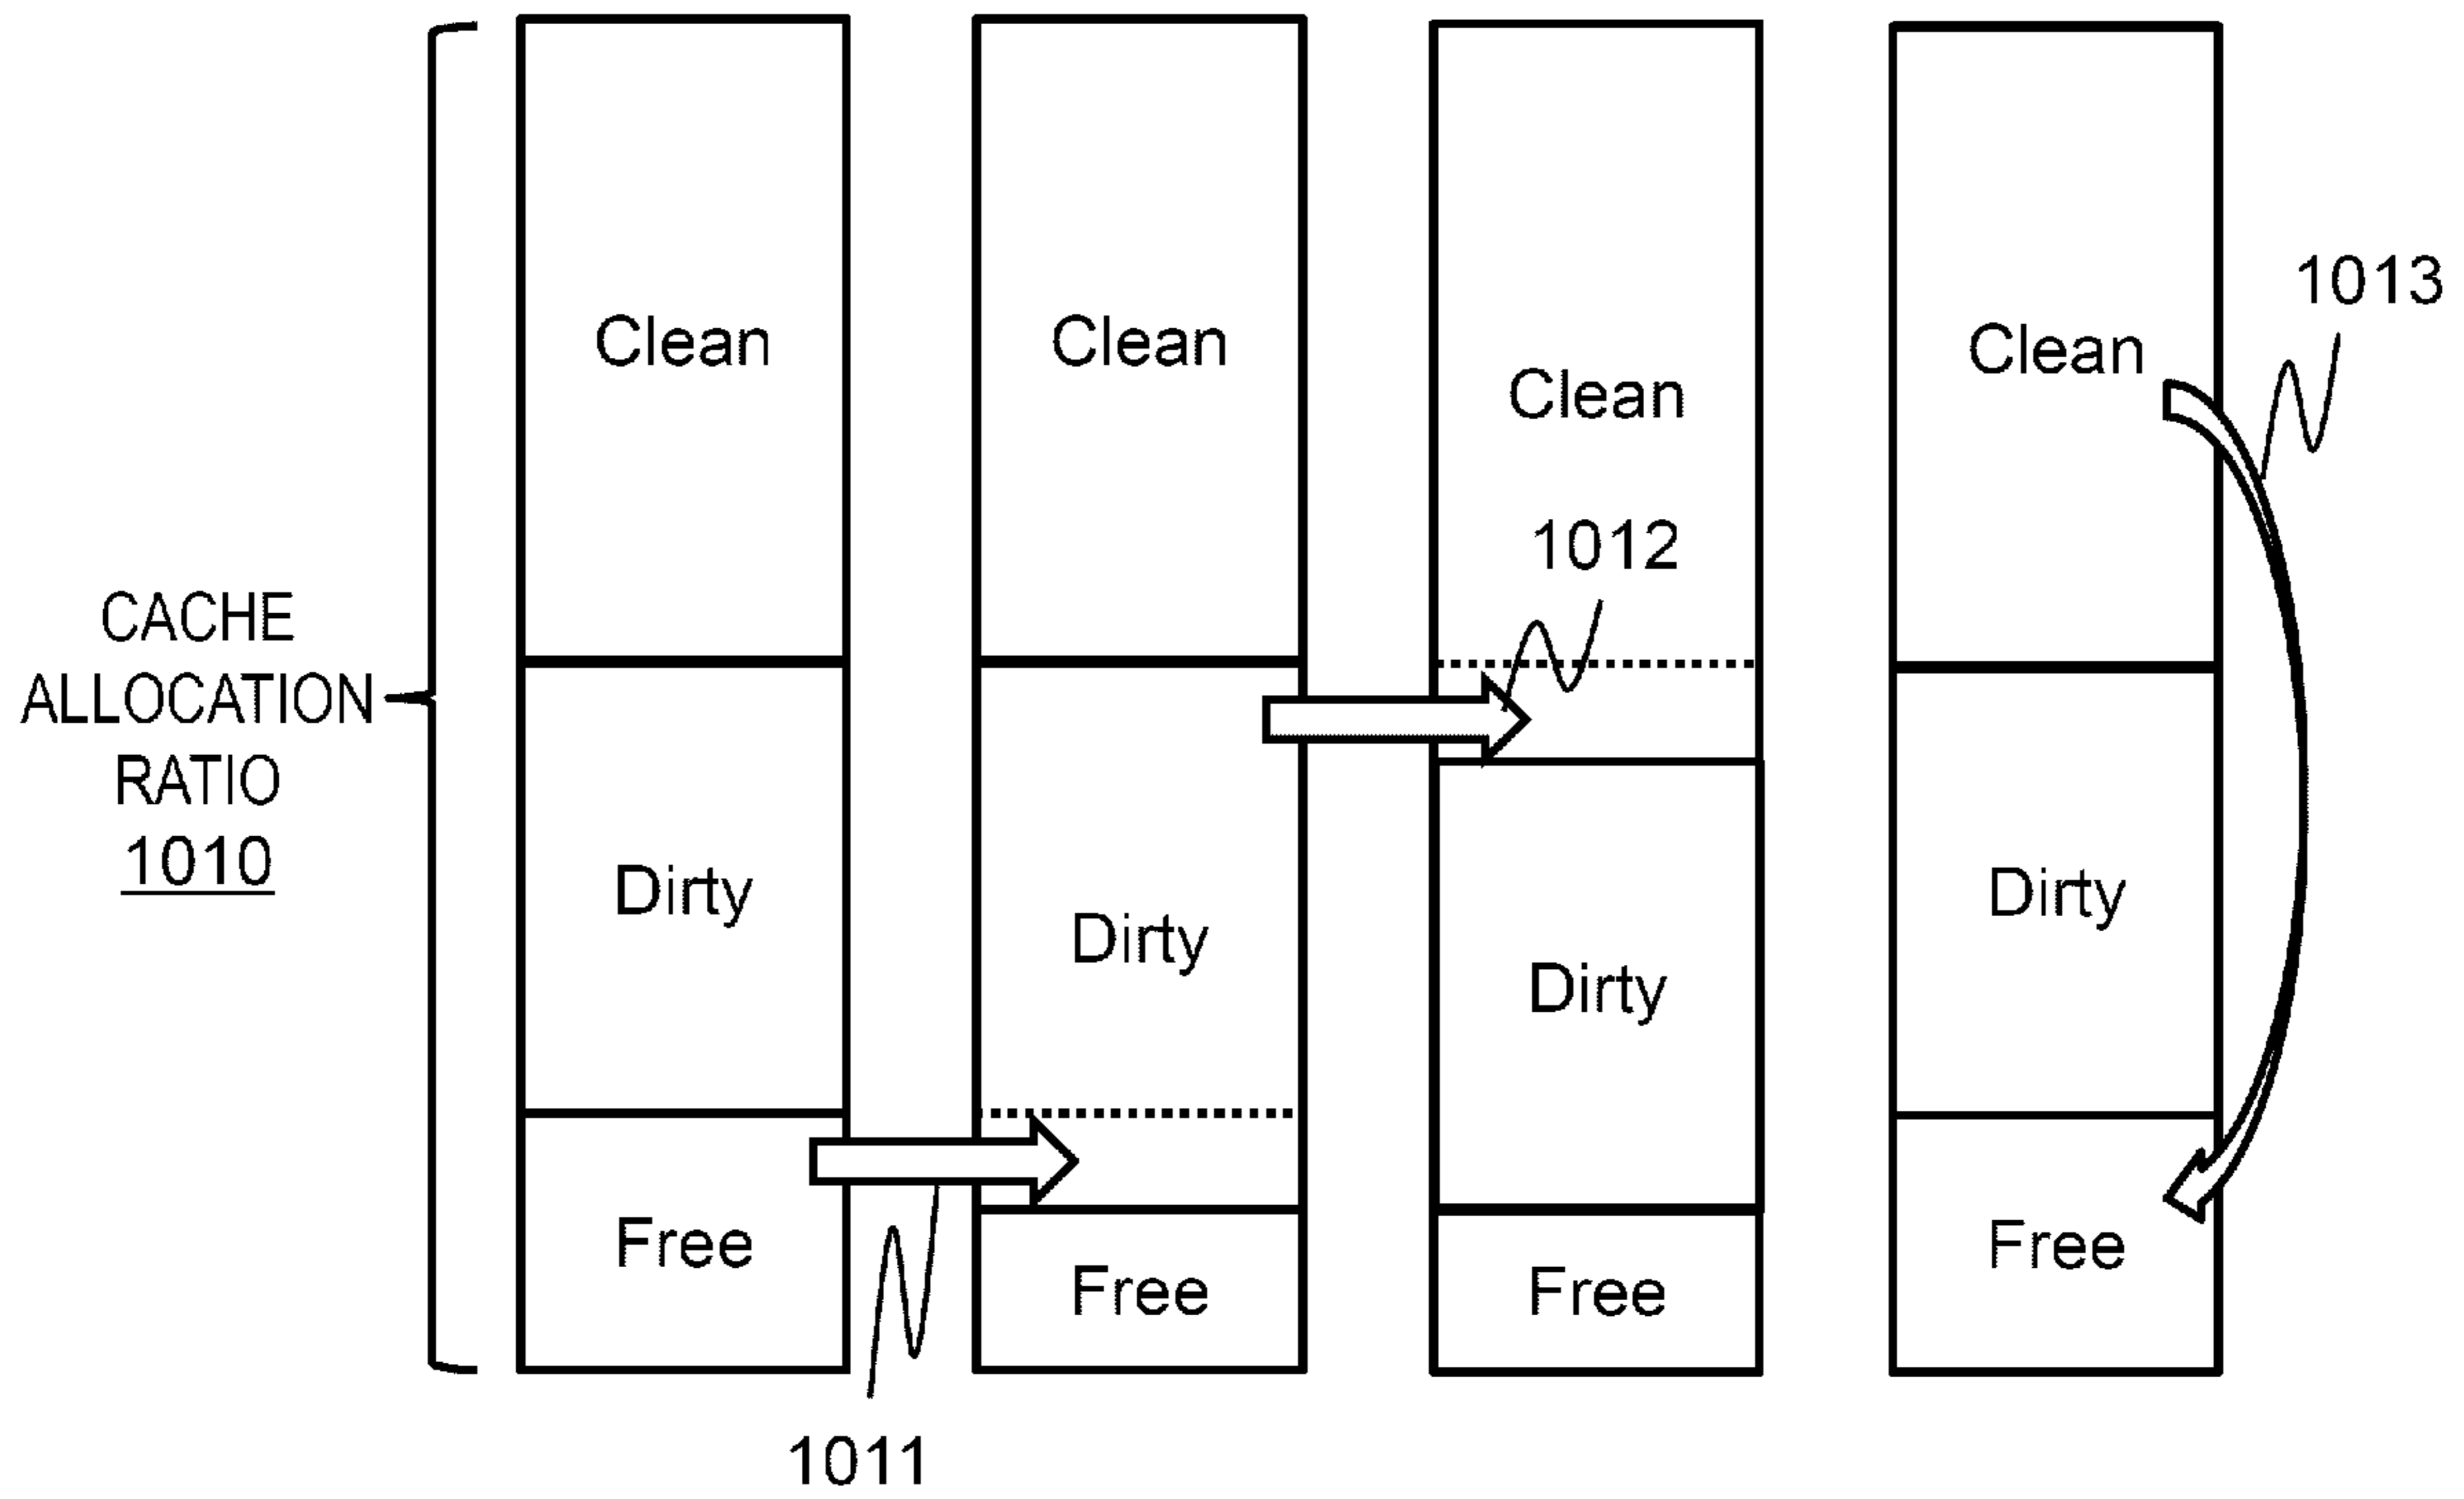 CACHE
ALLOCATION
RATIO
1010
Clean
Dirty
Free
1011
Clean
Dirty
Free
Clean
1012
Dirty
Free
Clean
1013
Dirty
Free